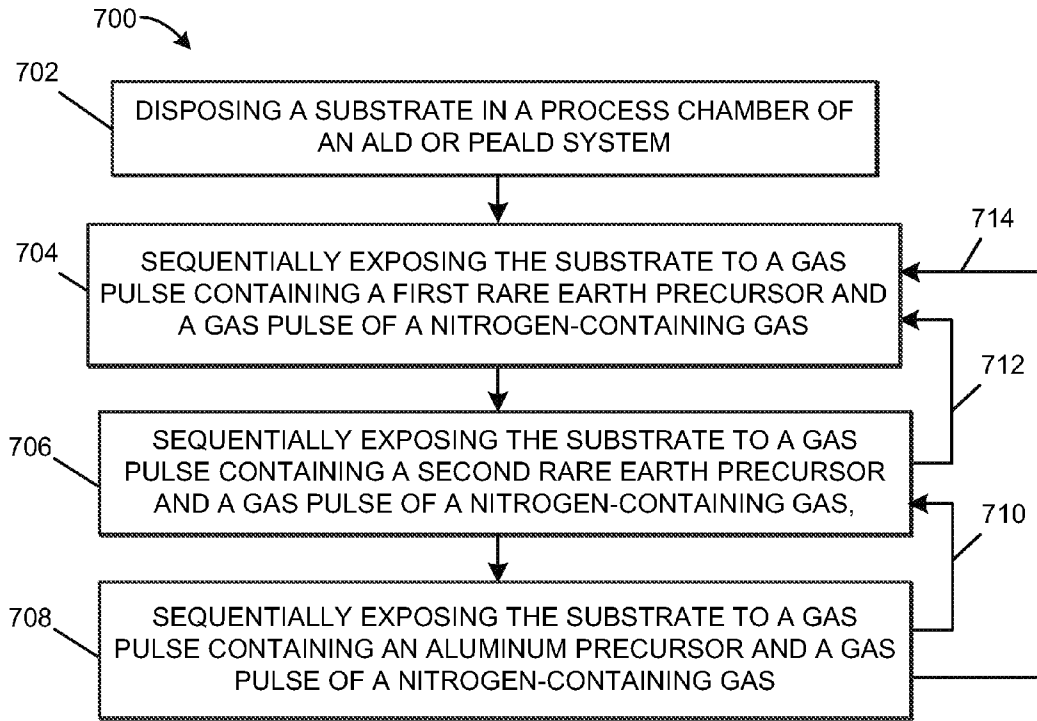 700
702
DISPOSING A SUBSTRATE IN A PROCESS CHAMBER OF
AN ALD OR PEALD SYSTEM
704
SEQUENTIALLY EXPOSING THE SUBSTRATE TO A GAS
PULSE CONTAINING A FIRST RARE EARTH PRECURSOR AND
A GAS PULSE OF A NITROGEN-CONTAINING GAS
714
712
706
SEQUENTIALLY EXPOSING THE SUBSTRATE TO A GAS
PULSE CONTAINING A SECOND RARE EARTH PRECURSOR
AND A GAS PULSE OF A NITROGEN-CONTAINING GAS,
710
708
SEQUENTIALLY EXPOSING THE SUBSTRATE TO A GAS
PULSE CONTAINING AN ALUMINUM PRECURSOR AND A GAS
PULSE OF A NITROGEN-CONTAINING GAS